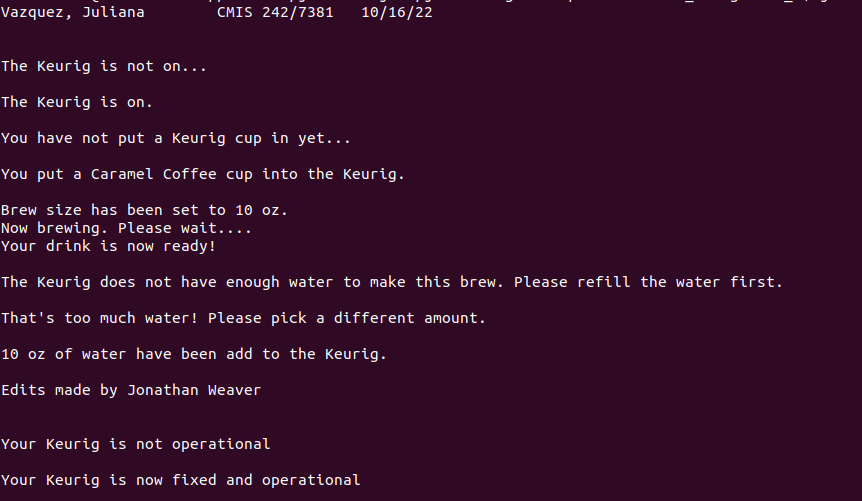 Vazquez, Juliana        CMIS 242/7381   10/16/22
The Keurig is not on...
The Keurig is on.
You have not put a Keurig cup in yet...
You put a Caramel Coffee cup into the Keurig.
Brew size has been set to 10 oz.
Now brewing. Please wait....
Your drink is now ready!
The Keurig does not have enough water to make this brew. Please refill the water first.
That's too much water! Please pick a different amount.
10 oz of water have been add to the Keurig.
Edits made by Jonathan Weaver
Your Keurig is not operational
Your Keurig is now fixed and operational